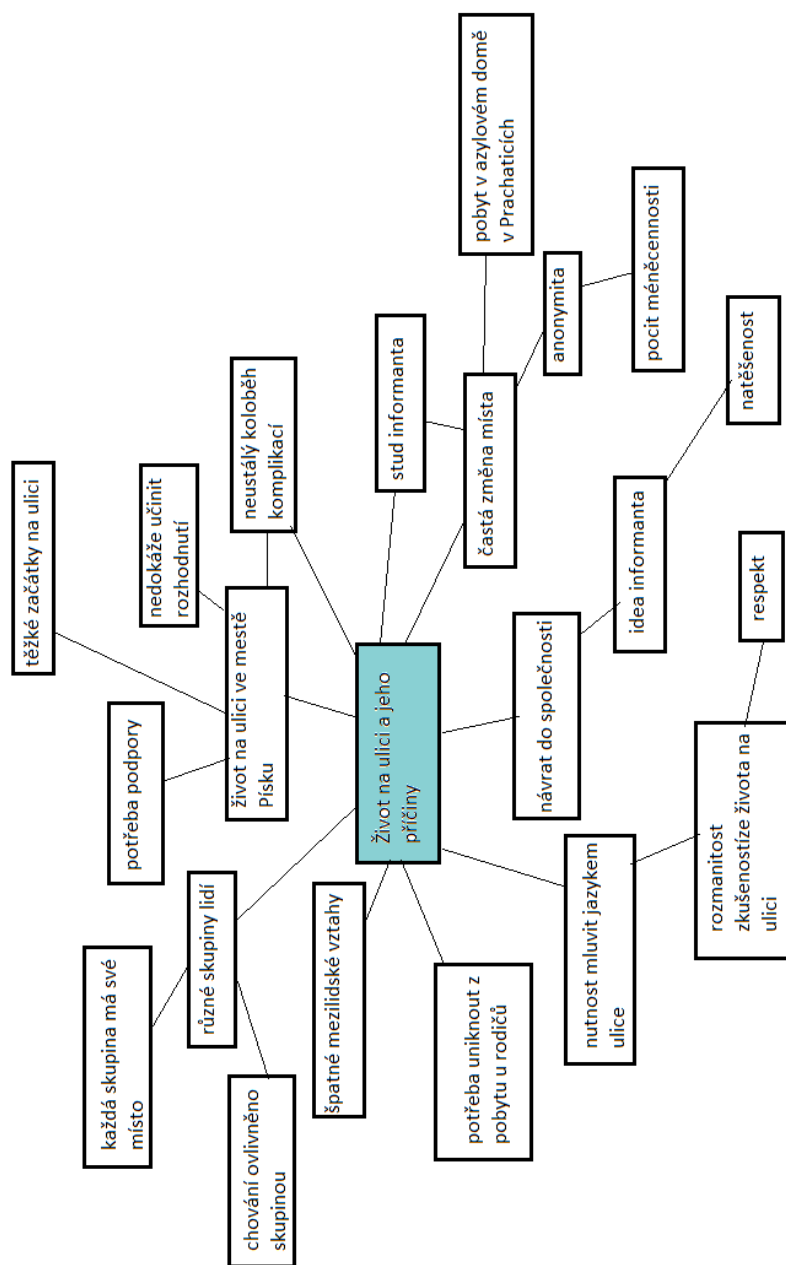 těžké začátky na ulici
každá skupina má své
místo
potřeba podpory
nedokáže učinit
rozhodnutí
různé skupiny lidí
chování ovlivněno
skupinou
život na ulici ve mestě
Písku
neustálý koloběh
komplikací
špatné mezilidské vztahy
Život na ulici a jeho
příčiny
stud informanta
potřeba uniknout z
pobytu u rodičů
častá změna místa
pobyt v azylovém domě
v Prachaticích
návrat do společnosti
anonymita
nutnost mluvit jazykem
ulice
idea informanta
pocit méněcennosti
rozmanitost
zkušenostíze života na
ulici
respekt
natěšenost